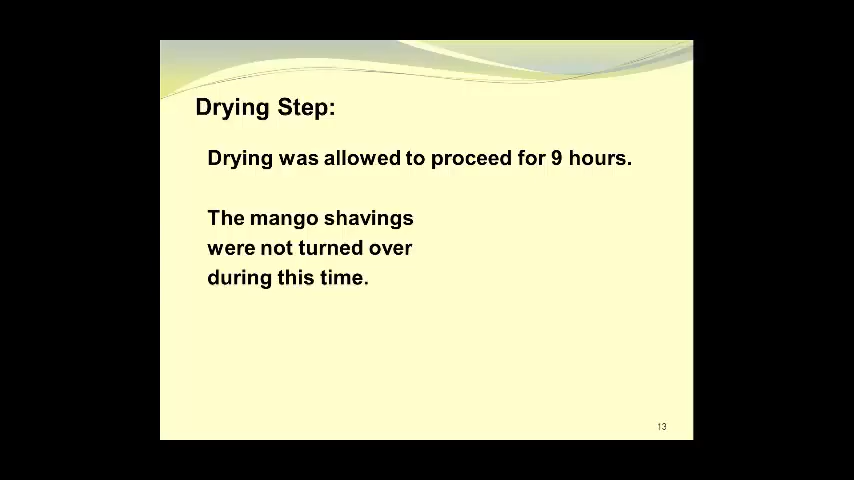 Drying Step:
Drying was allowed to proceed for 9 hours.
The mango shavings
were not turned over
during this time.
13